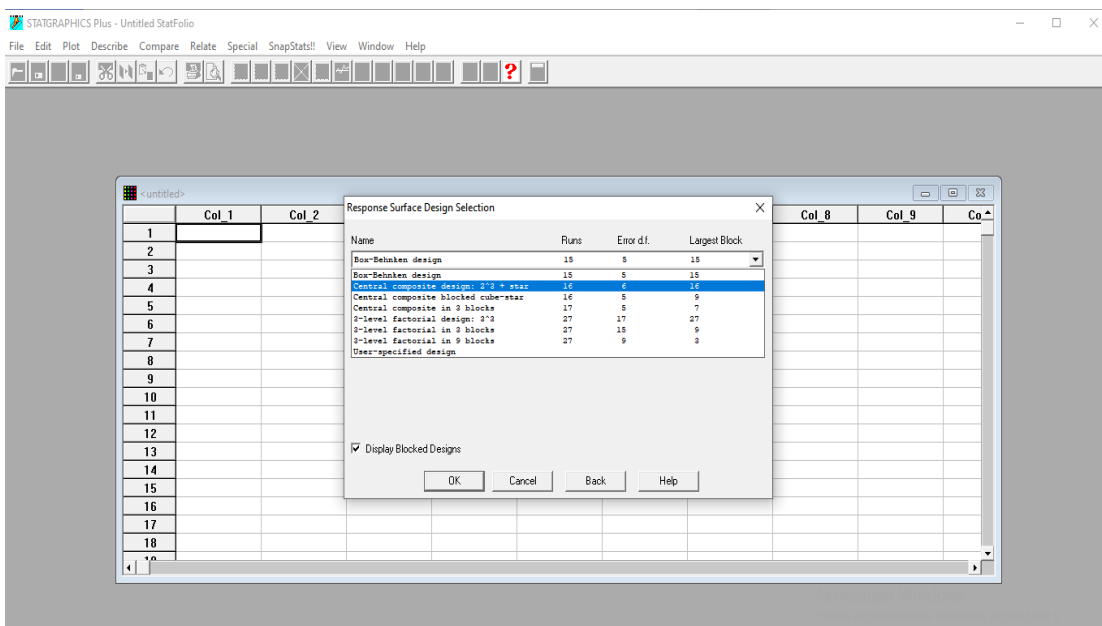 STATGRAPHICS Plus - Untitled StatFolio
File Edit Plot Describe Compare Relate Special SnapStats!! View Window Help
?
<untitled>
Col_1 Col_2 Col_8 Col_9 Co
Response Surface Design Selection
Name Runs Error d.f. Largest Block
Box-Behnken design 15 5 15
Box-Behnken design 15 5 15
Central composite design: 2^3 + star 16 6 16
Central composite blocked cube-star 16 5 9
Central composite in 3 blocks 17 5 7
3-level factorial design: 3^3 27 17 27
3-level factorial in 3 blocks 27 15 9
3-level factorial in 9 blocks 27 9 3
User-specified design
Display Blocked Designs
OK Cancel Back Help
1
2
3
4
5
6
7
8
9
10
11
12
13
14
15
16
17
18